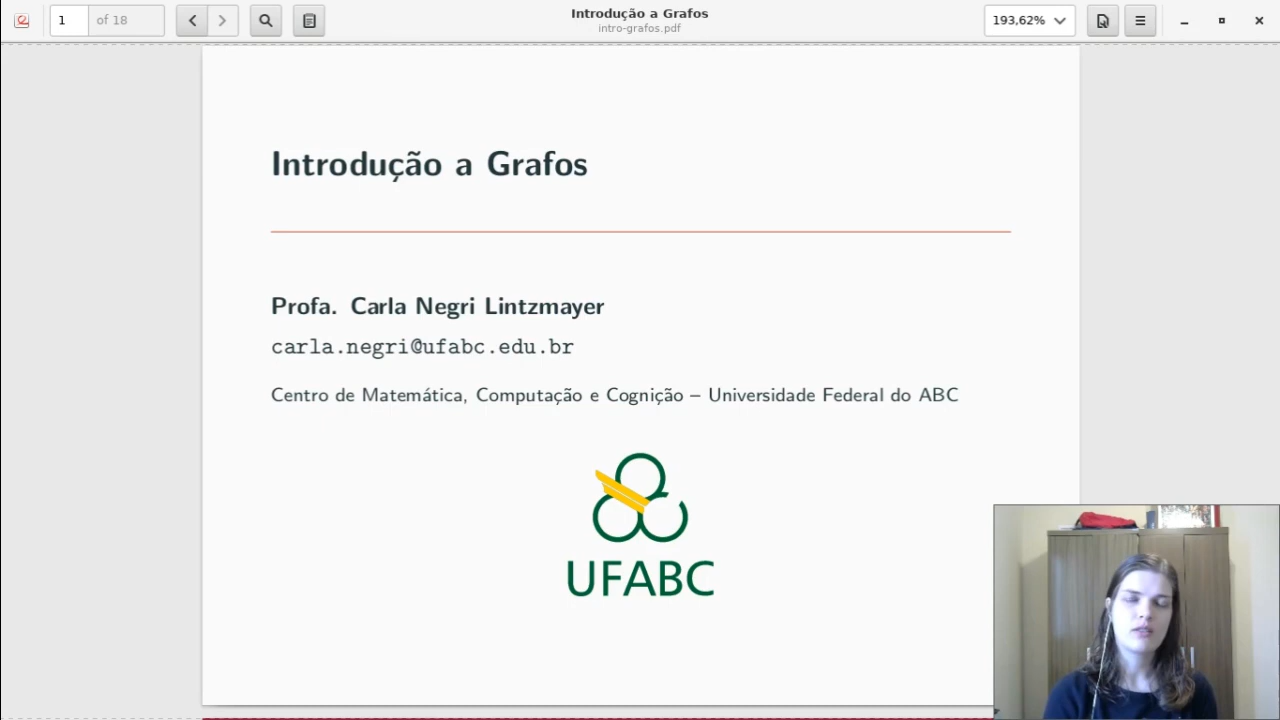 1
of 18
Introdução a Grafos
intro-grafos.pdf
193,62%
Introdução a Grafos
Profa. Carla Negri Lintzmayer
carla.negri@ufabc.edu.br
Centro de Matemática, Computação e Cognição – Universidade Federal do ABC
UFABC